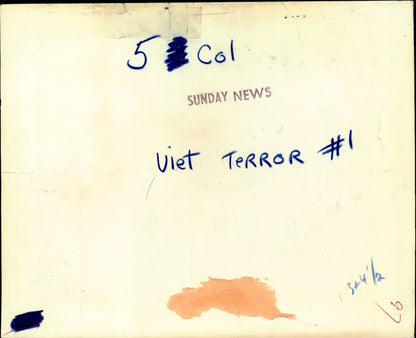 5 Col
SUNDAY NEWS
Viet TERROR #1